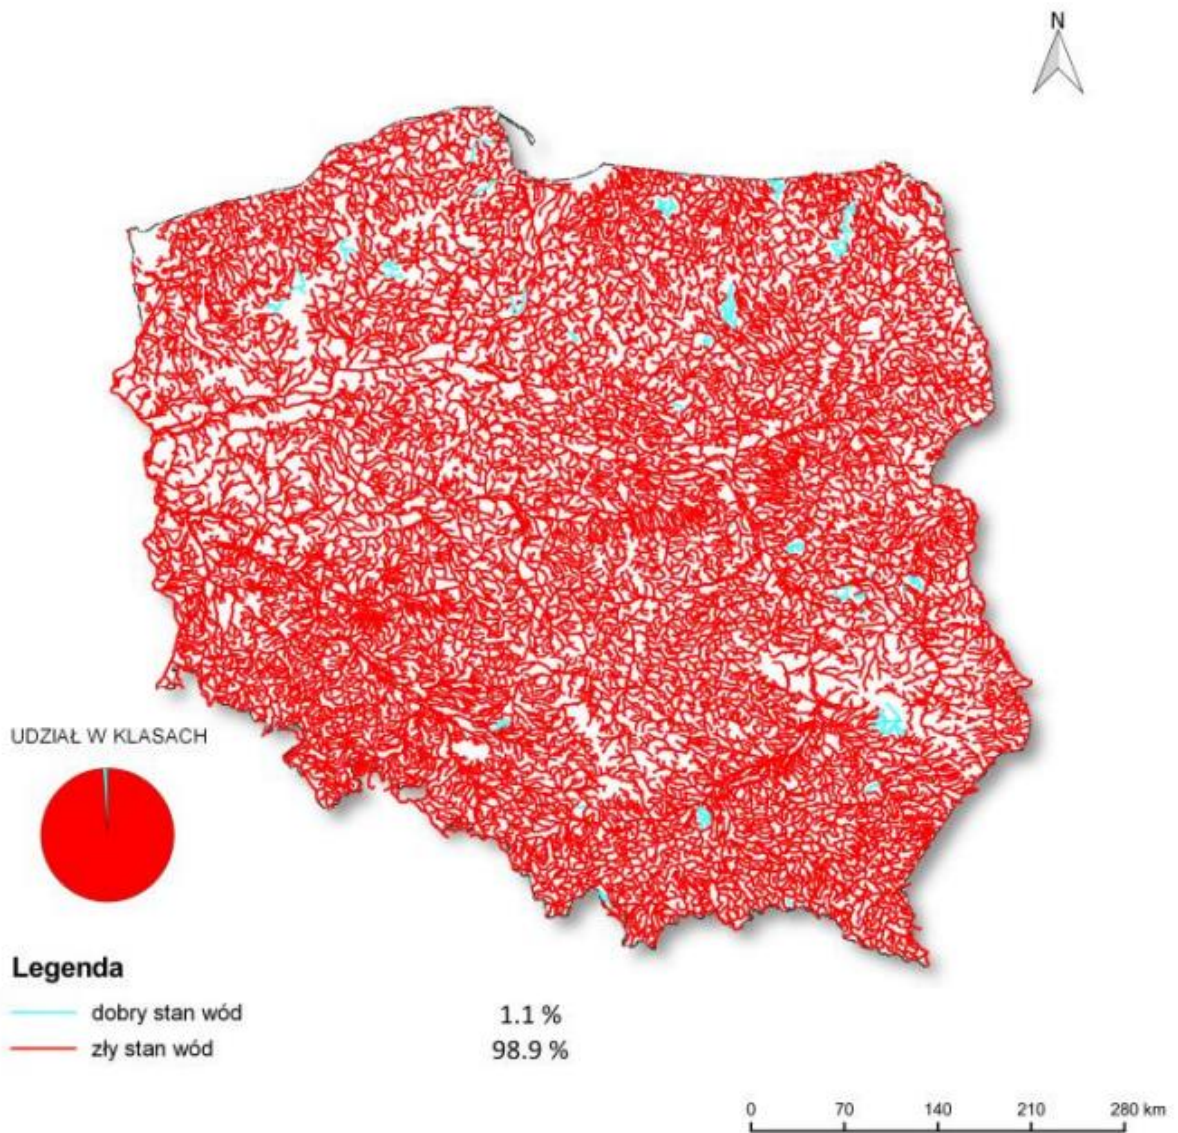 N
UDZIAŁ W KLASACH
Legenda
dobry stan wód 1.1 %
zły stan wód 98.9 %
0 70 140 210 280 km